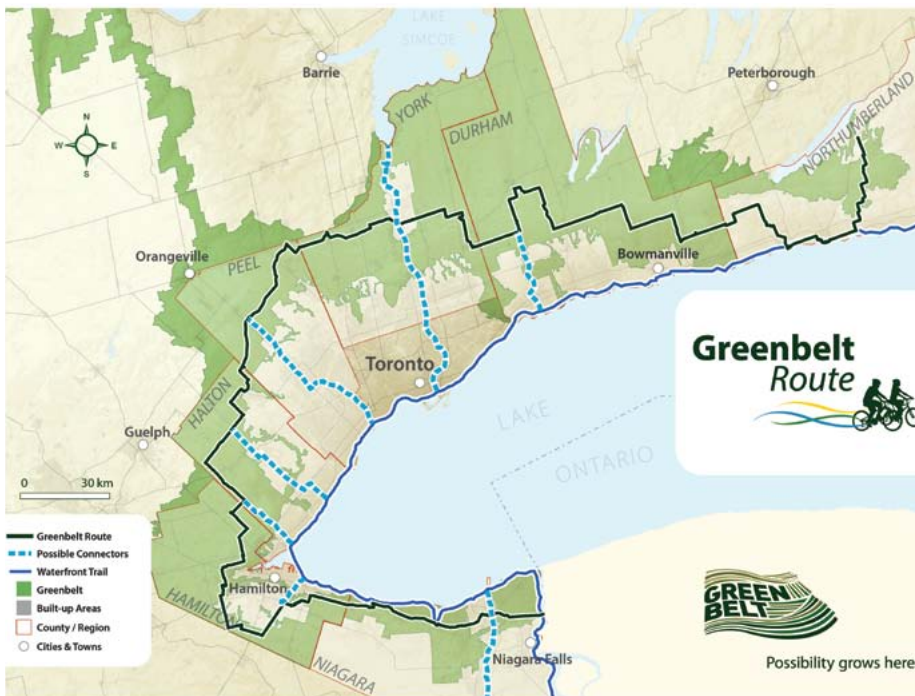 LAKE
SIMCOE
Barrie
Peterborough
YORK
DURHAM
NORTHUMBERLAND
N
W E
S
Orangeville
PEEL
Bowmanville
Toronto
Greenbelt
Route
HALTON
LAKE
Guelph
ONTARIO
0 30 km
Greenbelt Route
Possible Connectors
Waterfront Trail
Greenbelt
Built-up Areas
County / Region
Cities & Towns
Hamilton
HAMILTON
NIAGARA
Niagara Falls
GREEN
BELT
Possibility grows here